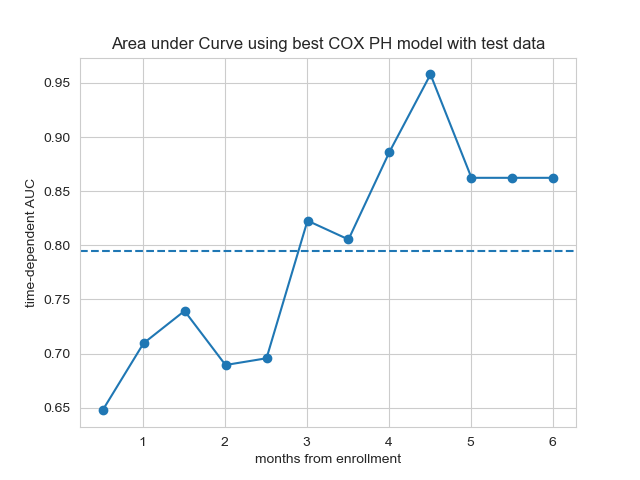 Area under Curve using best COX PH model with test data
time-dependent AUC
0.95
0.90
0.85
0.80
0.75
0.70
0.65
1 2 3 4 5 6
months from enrollment